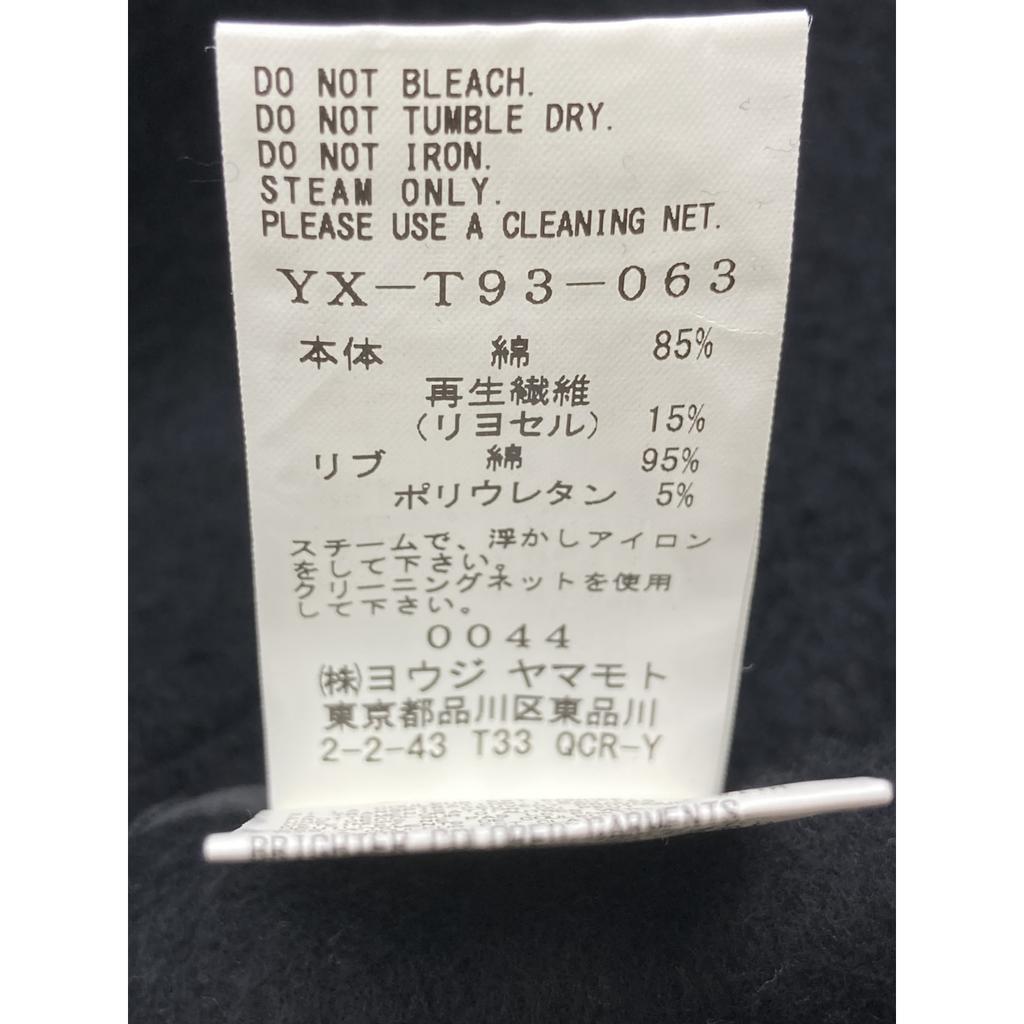 DO NOT BLEACH.
DO NOT TUMBLE DRY.
DO NOT IRON.
STEAM ONLY.
PLEASE USE A CLEANING NET.
YX-T93-063
本体 綿 85%
再生繊維
(リヨセル) 15%
リブ 綿 95%
ポリウレタン 5%
スチームで、浮かしアイロン
をして下さい。
クリーニングネットを使用
して下さい。
0044
㈱ヨウジ ヤマモト
東京都品川区東品川
2-2-43 T33 QCR-Y
BRIGHTER COLORED GARMENTS